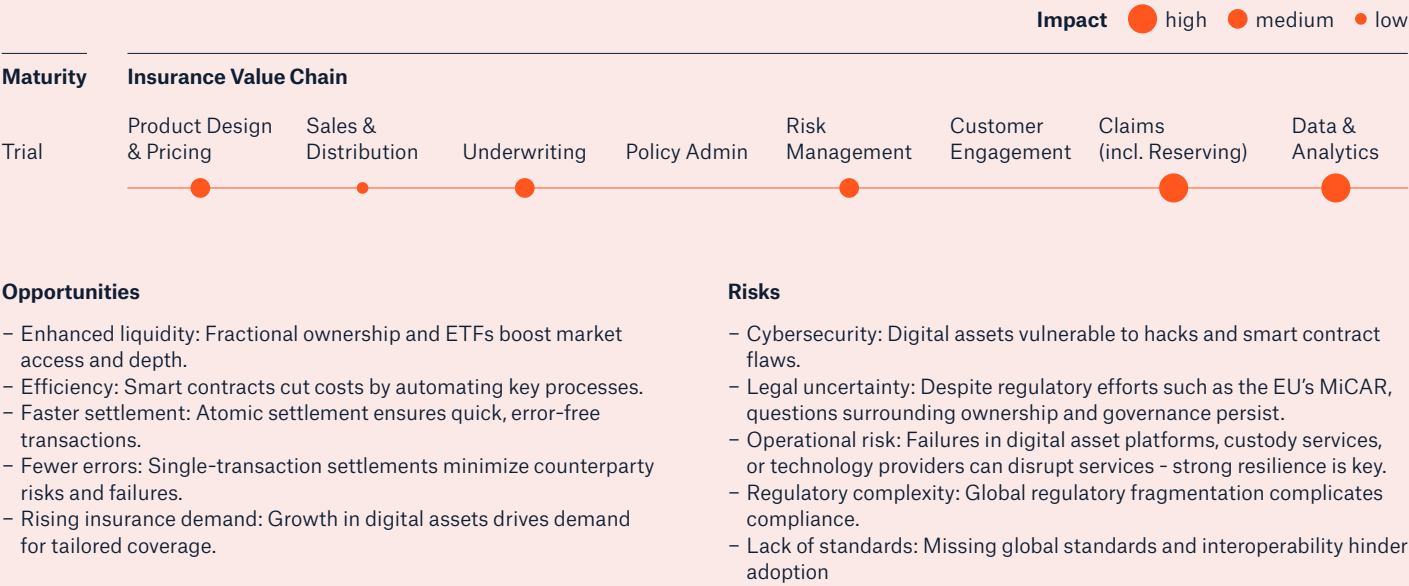 Impact high medium low
Maturity Insurance Value Chain
Trial
Product Design
& Pricing
Sales &
Distribution
Underwriting
Policy Admin
Risk
Management
Customer
Engagement
Claims
(incl. Reserving)
Data &
Analytics
Opportunities
– Enhanced liquidity: Fractional ownership and ETFs boost market
access and depth.
– Efficiency: Smart contracts cut costs by automating key processes.
– Faster settlement: Atomic settlement ensures quick, error-free
transactions.
– Fewer errors: Single-transaction settlements minimize counterparty
risks and failures.
– Rising insurance demand: Growth in digital assets drives demand
for tailored coverage.
Risks
– Cybersecurity: Digital assets vulnerable to hacks and smart contract
flaws.
– Legal uncertainty: Despite regulatory efforts such as the EU’s MiCAR,
questions surrounding ownership and governance persist.
– Operational risk: Failures in digital asset platforms, custody services,
or technology providers can disrupt services - strong resilience is key.
– Regulatory complexity: Global regulatory fragmentation complicates
compliance.
– Lack of standards: Missing global standards and interoperability hinder
adoption